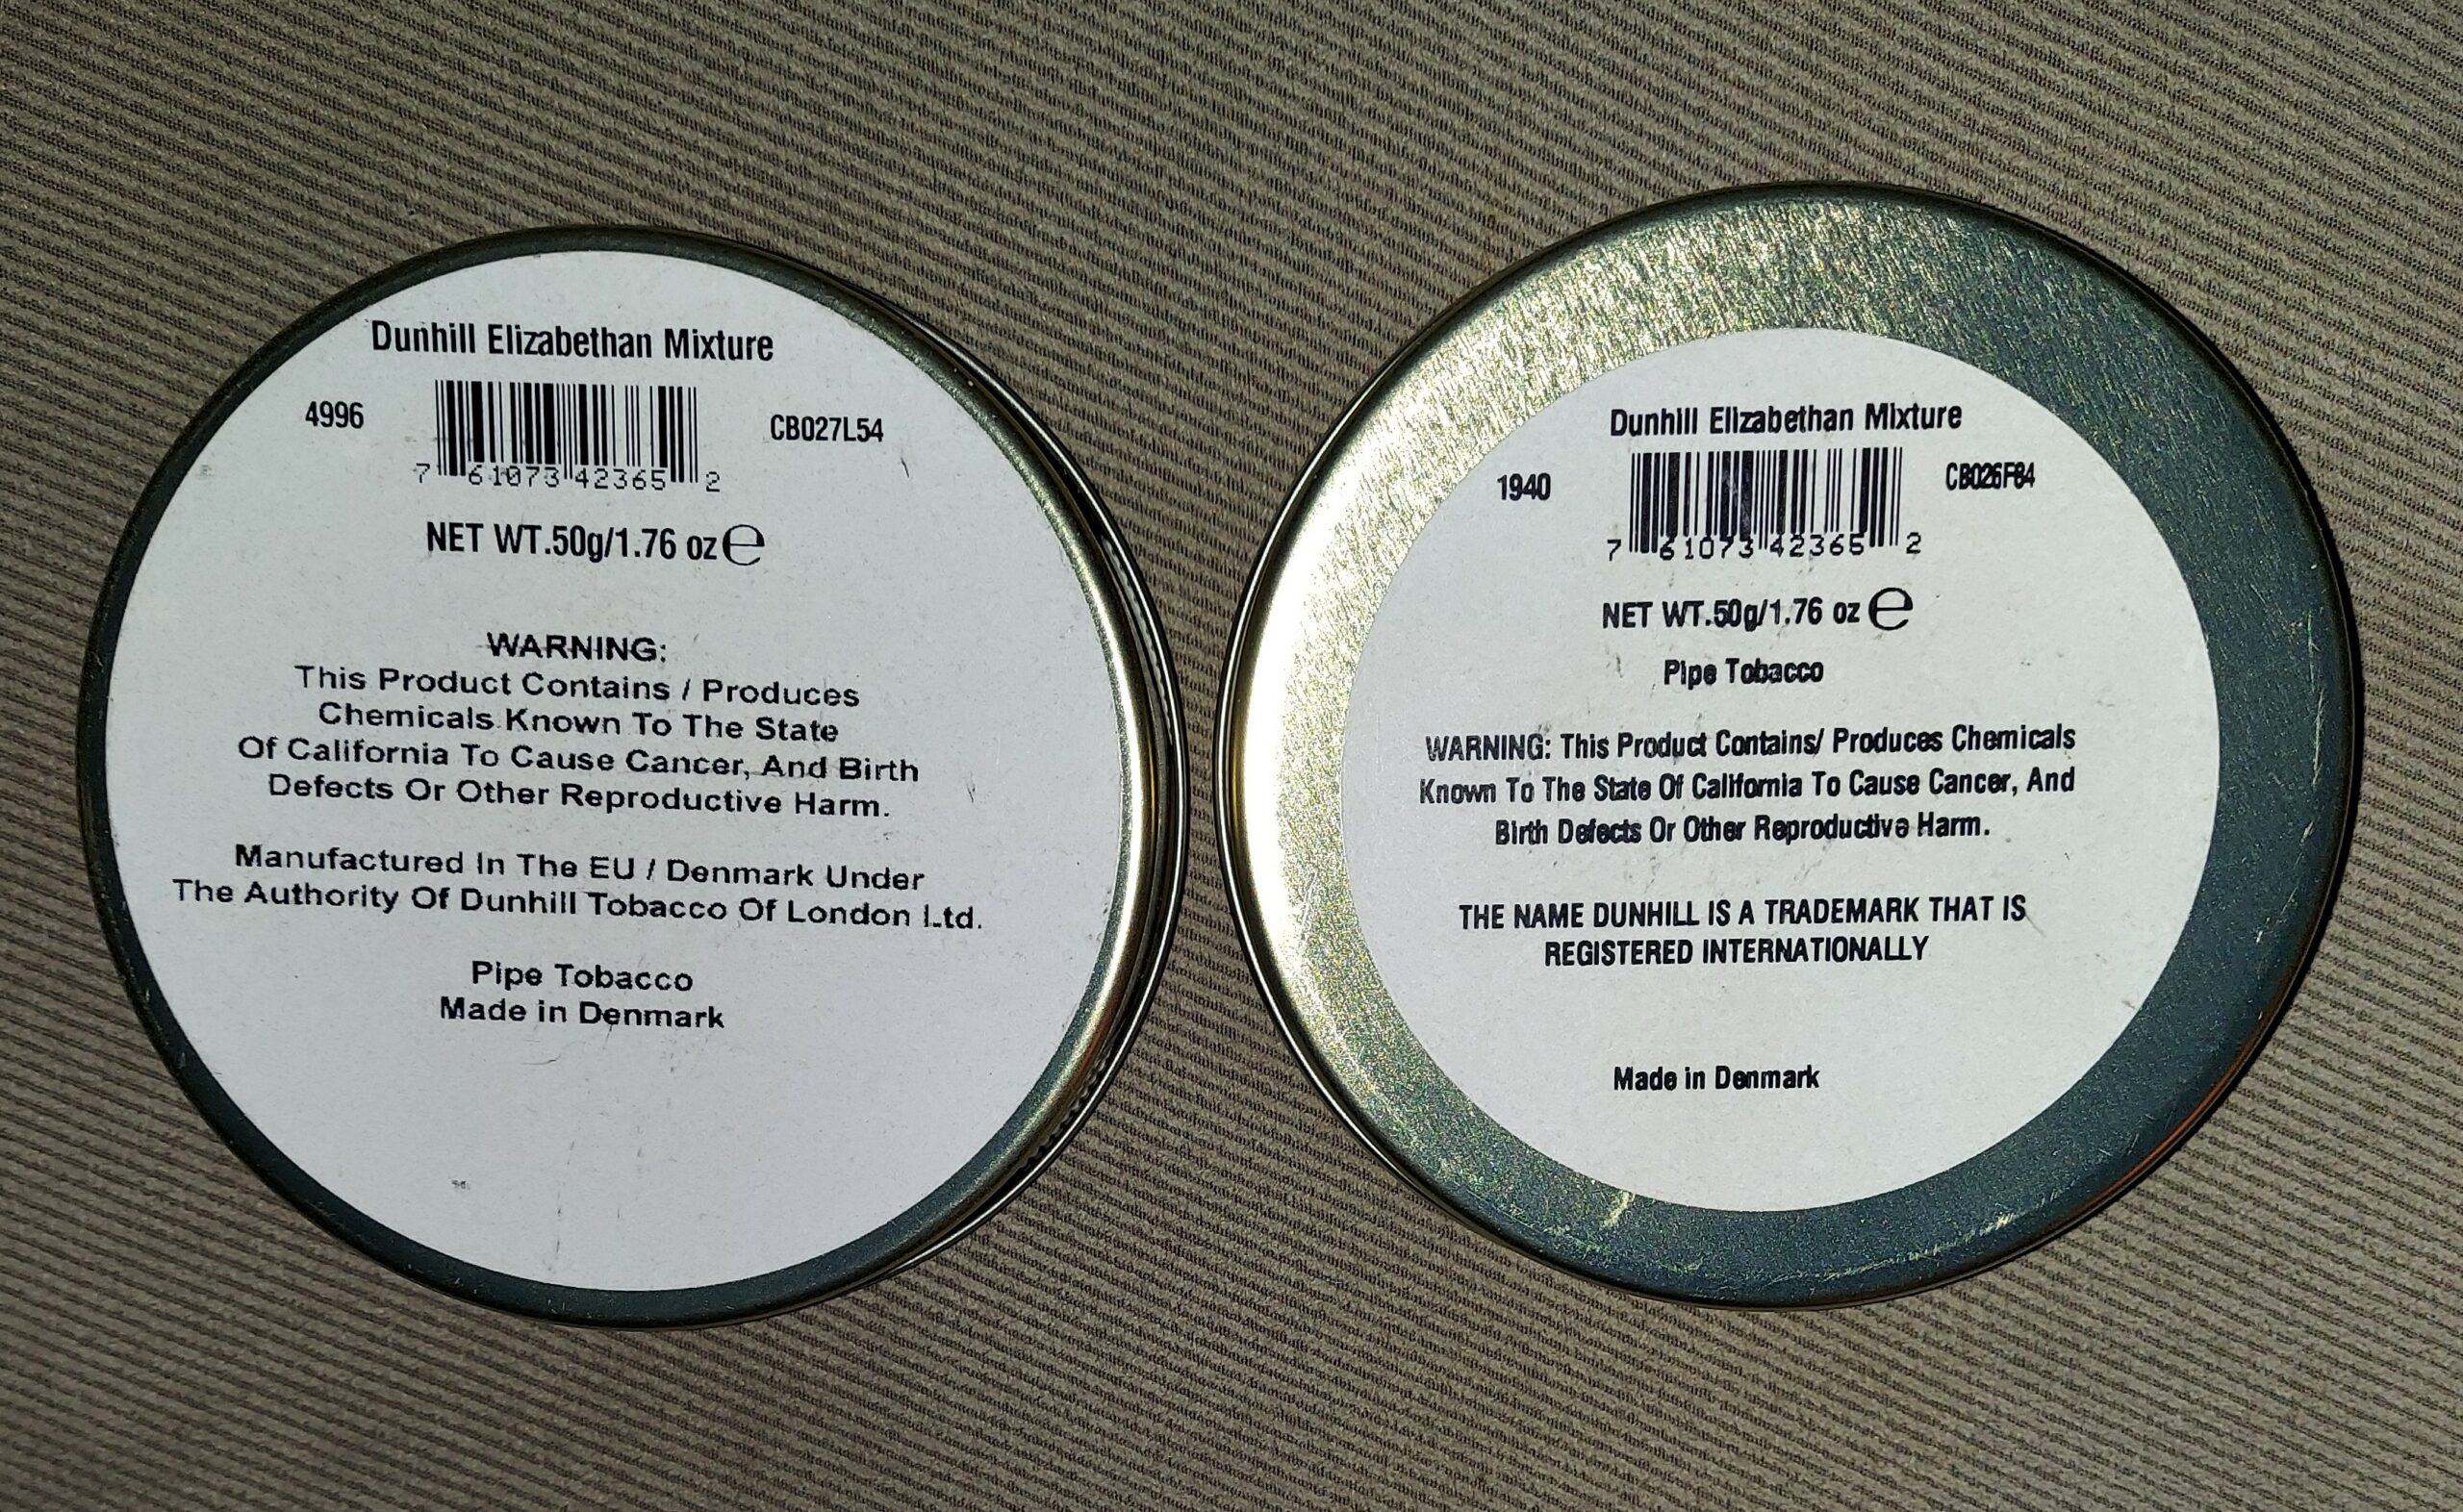 Dunhill Elizabethan Mixture
4996
CB027L54
7 61073 42365 2
NET WT.50g/1.76 oz ℮
WARNING:
This Product Contains / Produces
Chemicals Known To The State
Of California To Cause Cancer, And Birth
Defects Or Other Reproductive Harm.
Manufactured In The EU / Denmark Under
The Authority Of Dunhill Tobacco Of London Ltd.
Pipe Tobacco
Made in Denmark
Dunhill Elizabethan Mixture
1940
CB026F84
7 61073 42365 2
NET WT.50g/1.76 oz ℮
Pipe Tobacco
WARNING: This Product Contains/ Produces Chemicals
Known To The State Of California To Cause Cancer, And
Birth Defects Or Other Reproductive Harm.
THE NAME DUNHILL IS A TRADEMARK THAT IS
REGISTERED INTERNATIONALLY
Made in Denmark